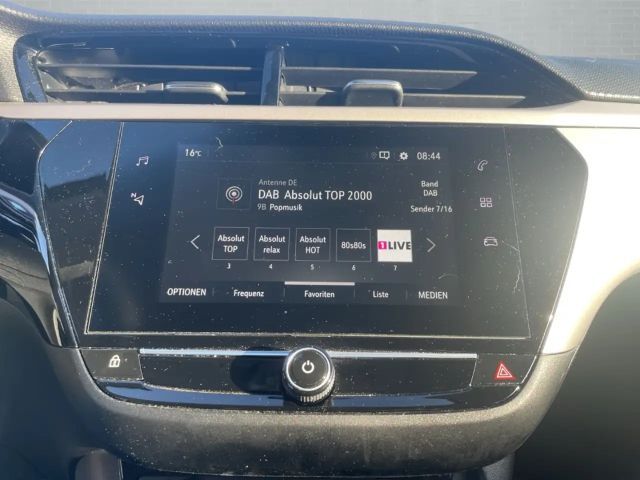 16°C
08:44
N
Antenne DE
DAB Absolut TOP 2000
9B Popmusik
Band
DAB
Sender 7/16
Absolut
TOP
Absolut
relax
Absolut
HOT
80s80s
1LIVE
3 4 5 6 7
OPTIONEN Frequenz Favoriten Liste MEDIEN